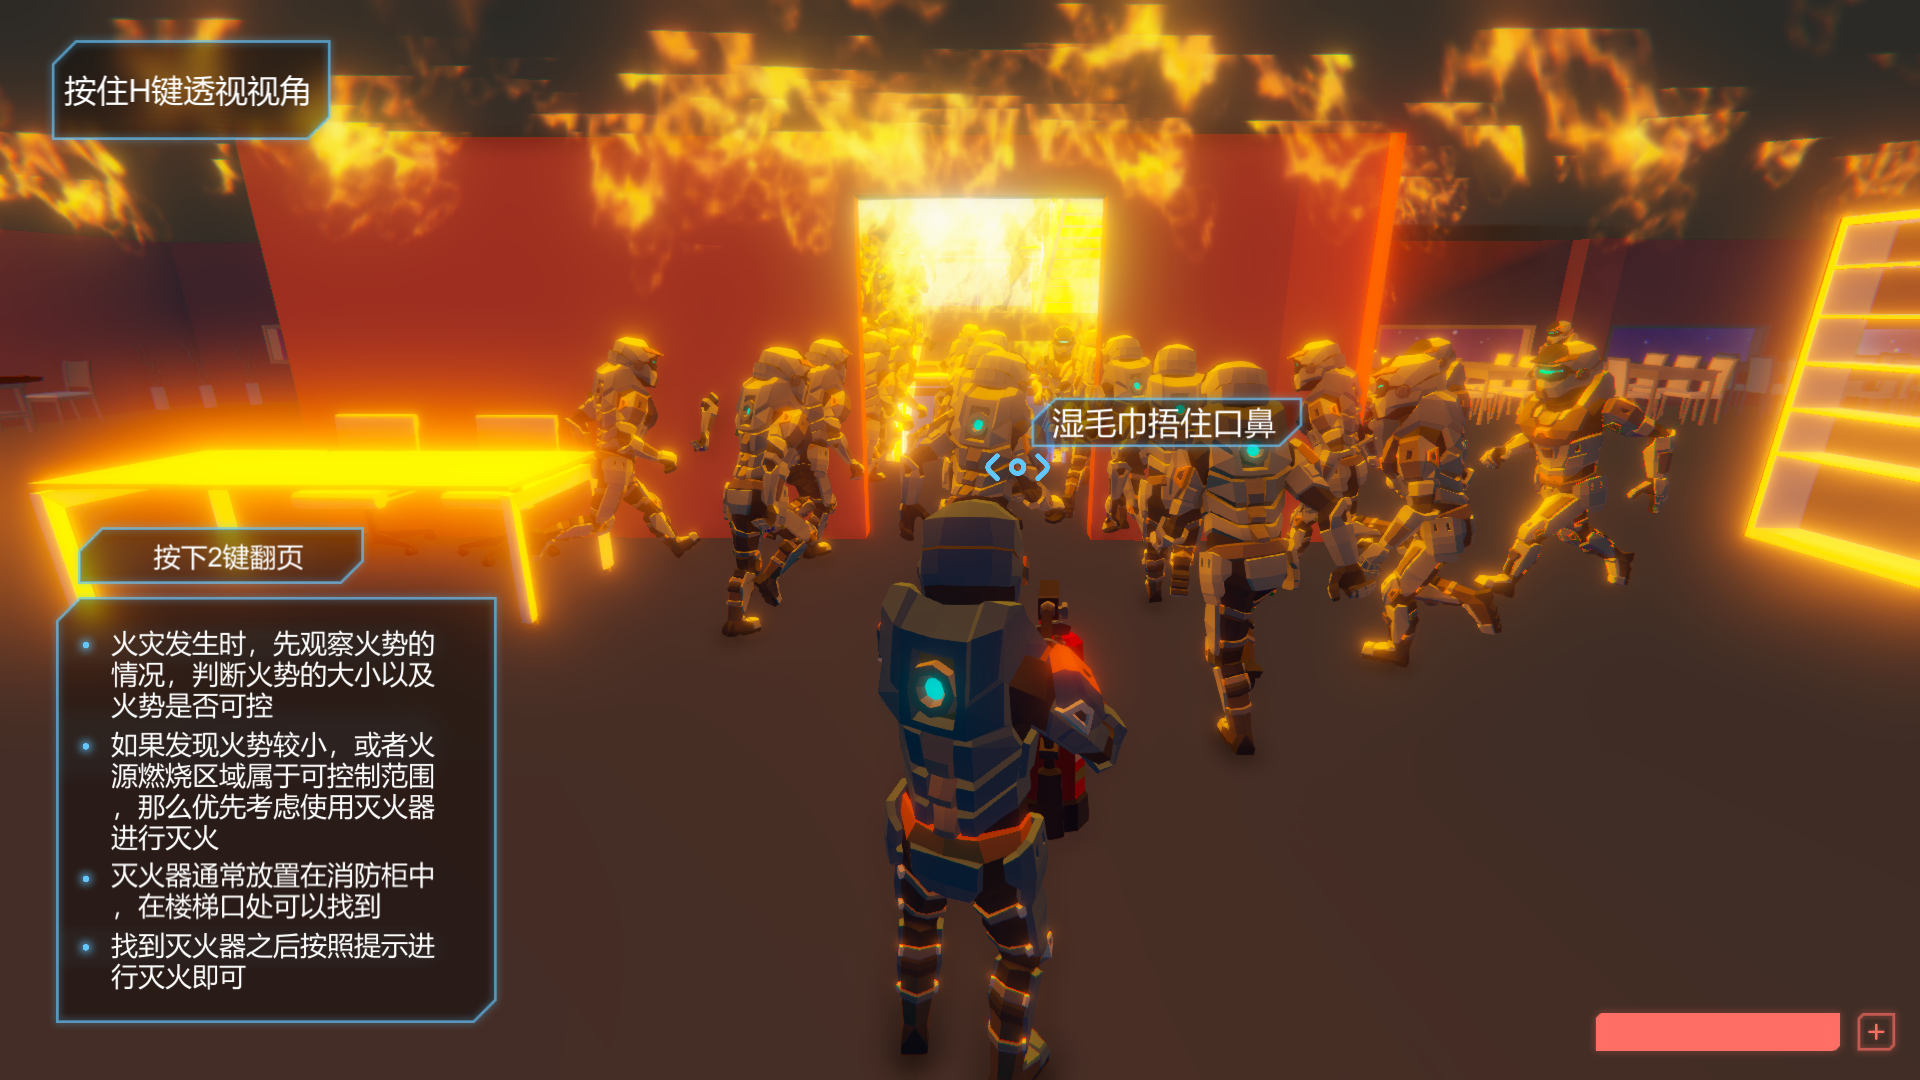 按住H键透视视角
湿毛巾捂住口鼻
按下2键翻页
火灾发生时，先观察火势的
情况，判断火势的大小以及
火势是否可控
如果发现火势较小，或者火
源燃烧区域属于可控制范围
，那么优先考虑使用灭火器
进行灭火
灭火器通常放置在消防柜中
，在楼梯口处可以找到
找到灭火器之后按照提示进
行灭火即可